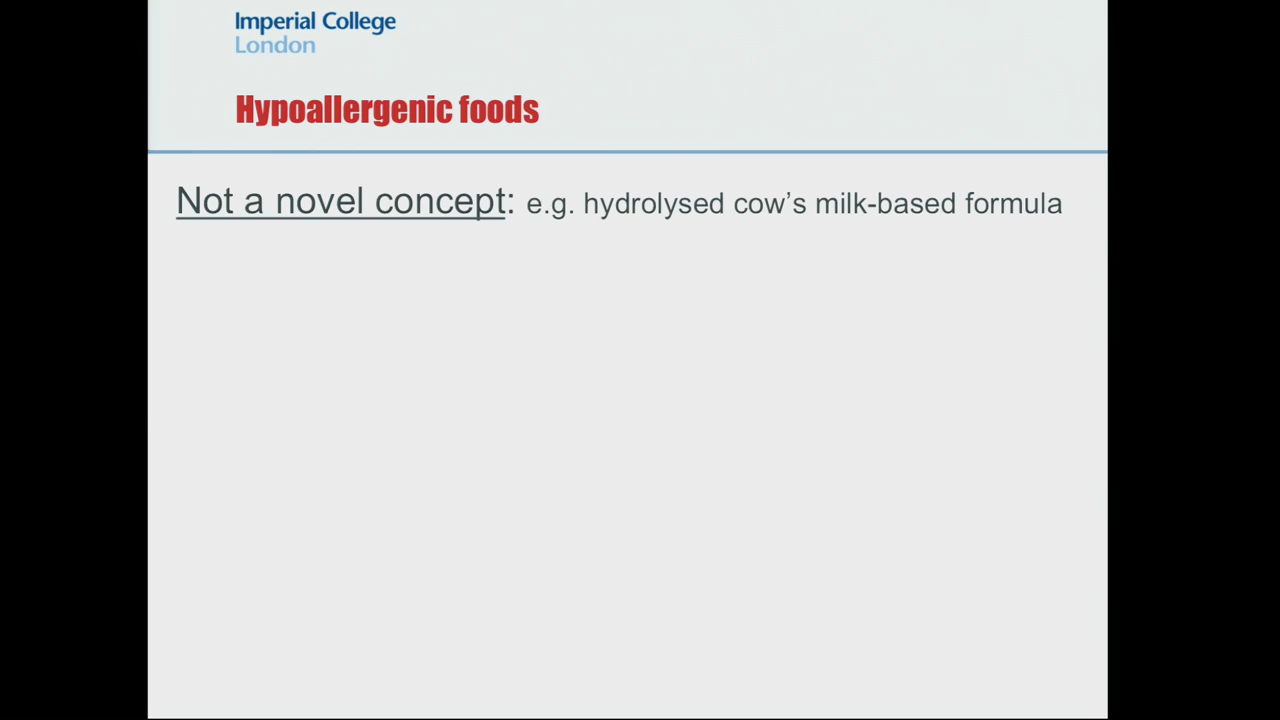 Imperial College
London
Hypoallergenic foods
Not a novel concept: e.g. hydrolysed cow’s milk-based formula